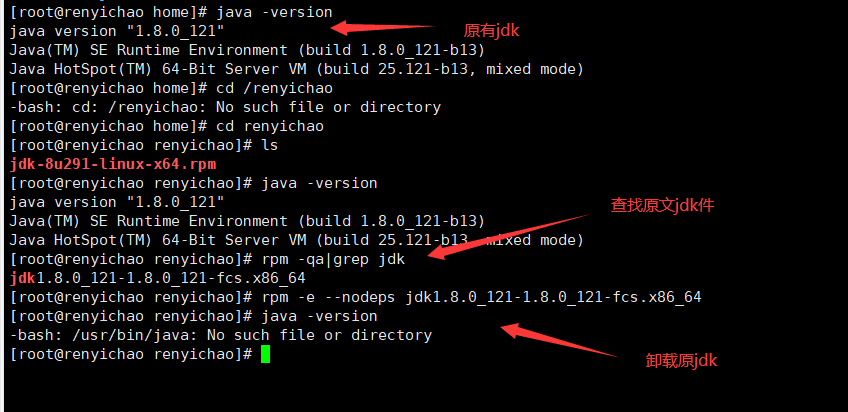 [root@renyichao home]# java -version
java version "1.8.0_121"
原有jdk
Java(TM) SE Runtime Environment (build 1.8.0_121-b13)
Java HotSpot(TM) 64-Bit Server VM (build 25.121-b13, mixed mode)
[root@renyichao home]# cd /renyichao
-bash: cd: /renyichao: No such file or directory
[root@renyichao home]# cd renyichao
[root@renyichao renyichao]# ls
jdk-8u291-linux-x64.rpm
[root@renyichao renyichao]# java -version
java version "1.8.0_121"
查找原文jdk件
Java(TM) SE Runtime Environment (build 1.8.0_121-b13)
Java HotSpot(TM) 64-Bit Server VM (build 25.121-b13, mixed mode)
[root@renyichao renyichao]# rpm -qa|grep jdk
jdk1.8.0_121-1.8.0_121-fcs.x86_64
[root@renyichao renyichao]# rpm -e --nodeps jdk1.8.0_121-1.8.0_121-fcs.x86_64
[root@renyichao renyichao]# java -version
-bash: /usr/bin/java: No such file or directory
[root@renyichao renyichao]#
卸载原jdk